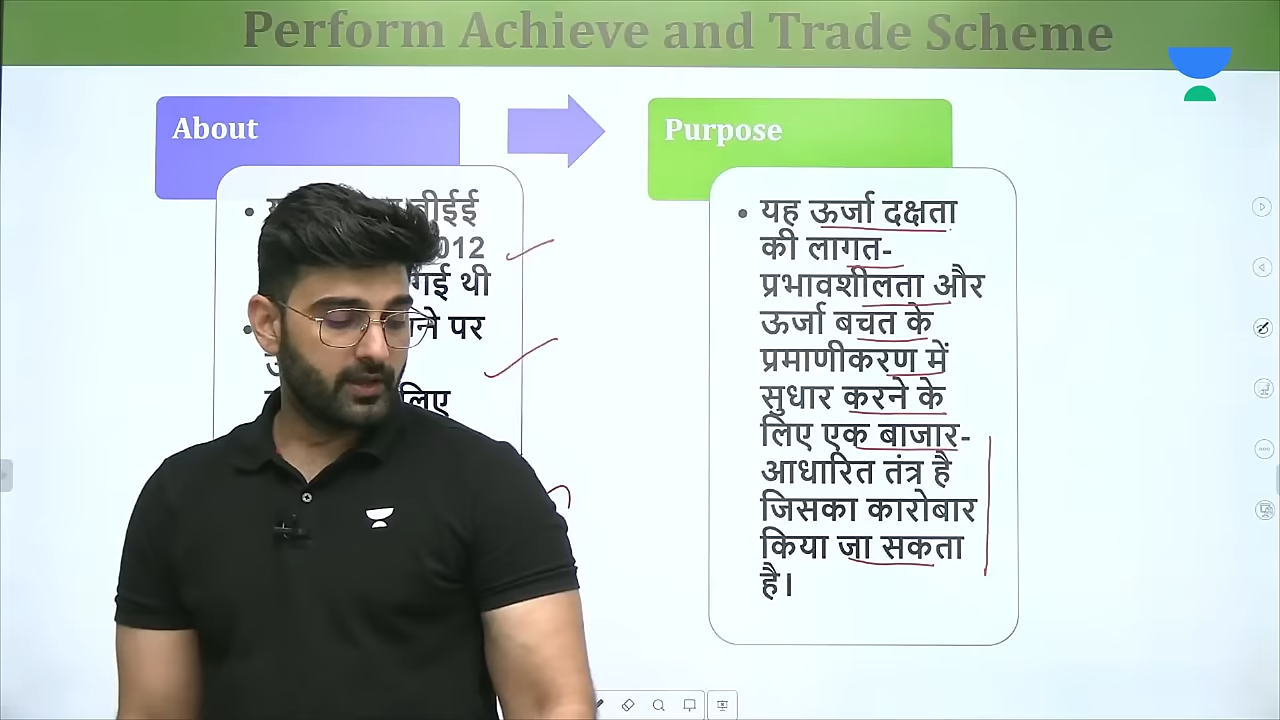 Perform Achieve and Trade Scheme
About
बीईई
012
गई थी
पर
लिए
Purpose
यह ऊर्जा दक्षता
की लागत-
प्रभावशीलता और
ऊर्जा बचत के
प्रमाणीकरण में
सुधार करने के
लिए एक बाजार-
आधारित तंत्र है
जिसका कारोबार
किया जा सकता
है।